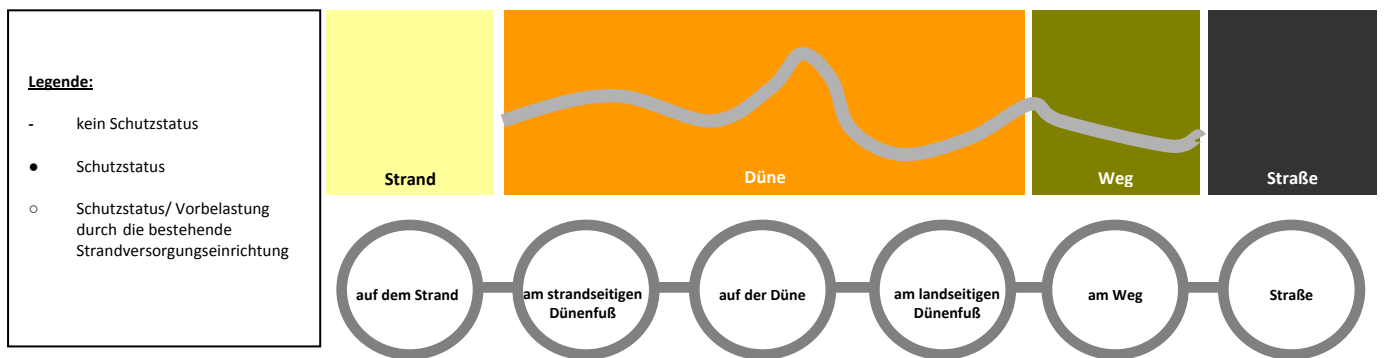 Legende:
- kein Schutzstatus
● Schutzstatus
○ Schutzstatus/ Vorbelastung
durch die bestehende
Strandversorgungseinrichtung
Strand
Düne
Weg
Straße
auf dem Strand
am strandseitigen
Dünenfuß
auf der Düne
am landseitigen
Dünenfuß
am Weg
Straße